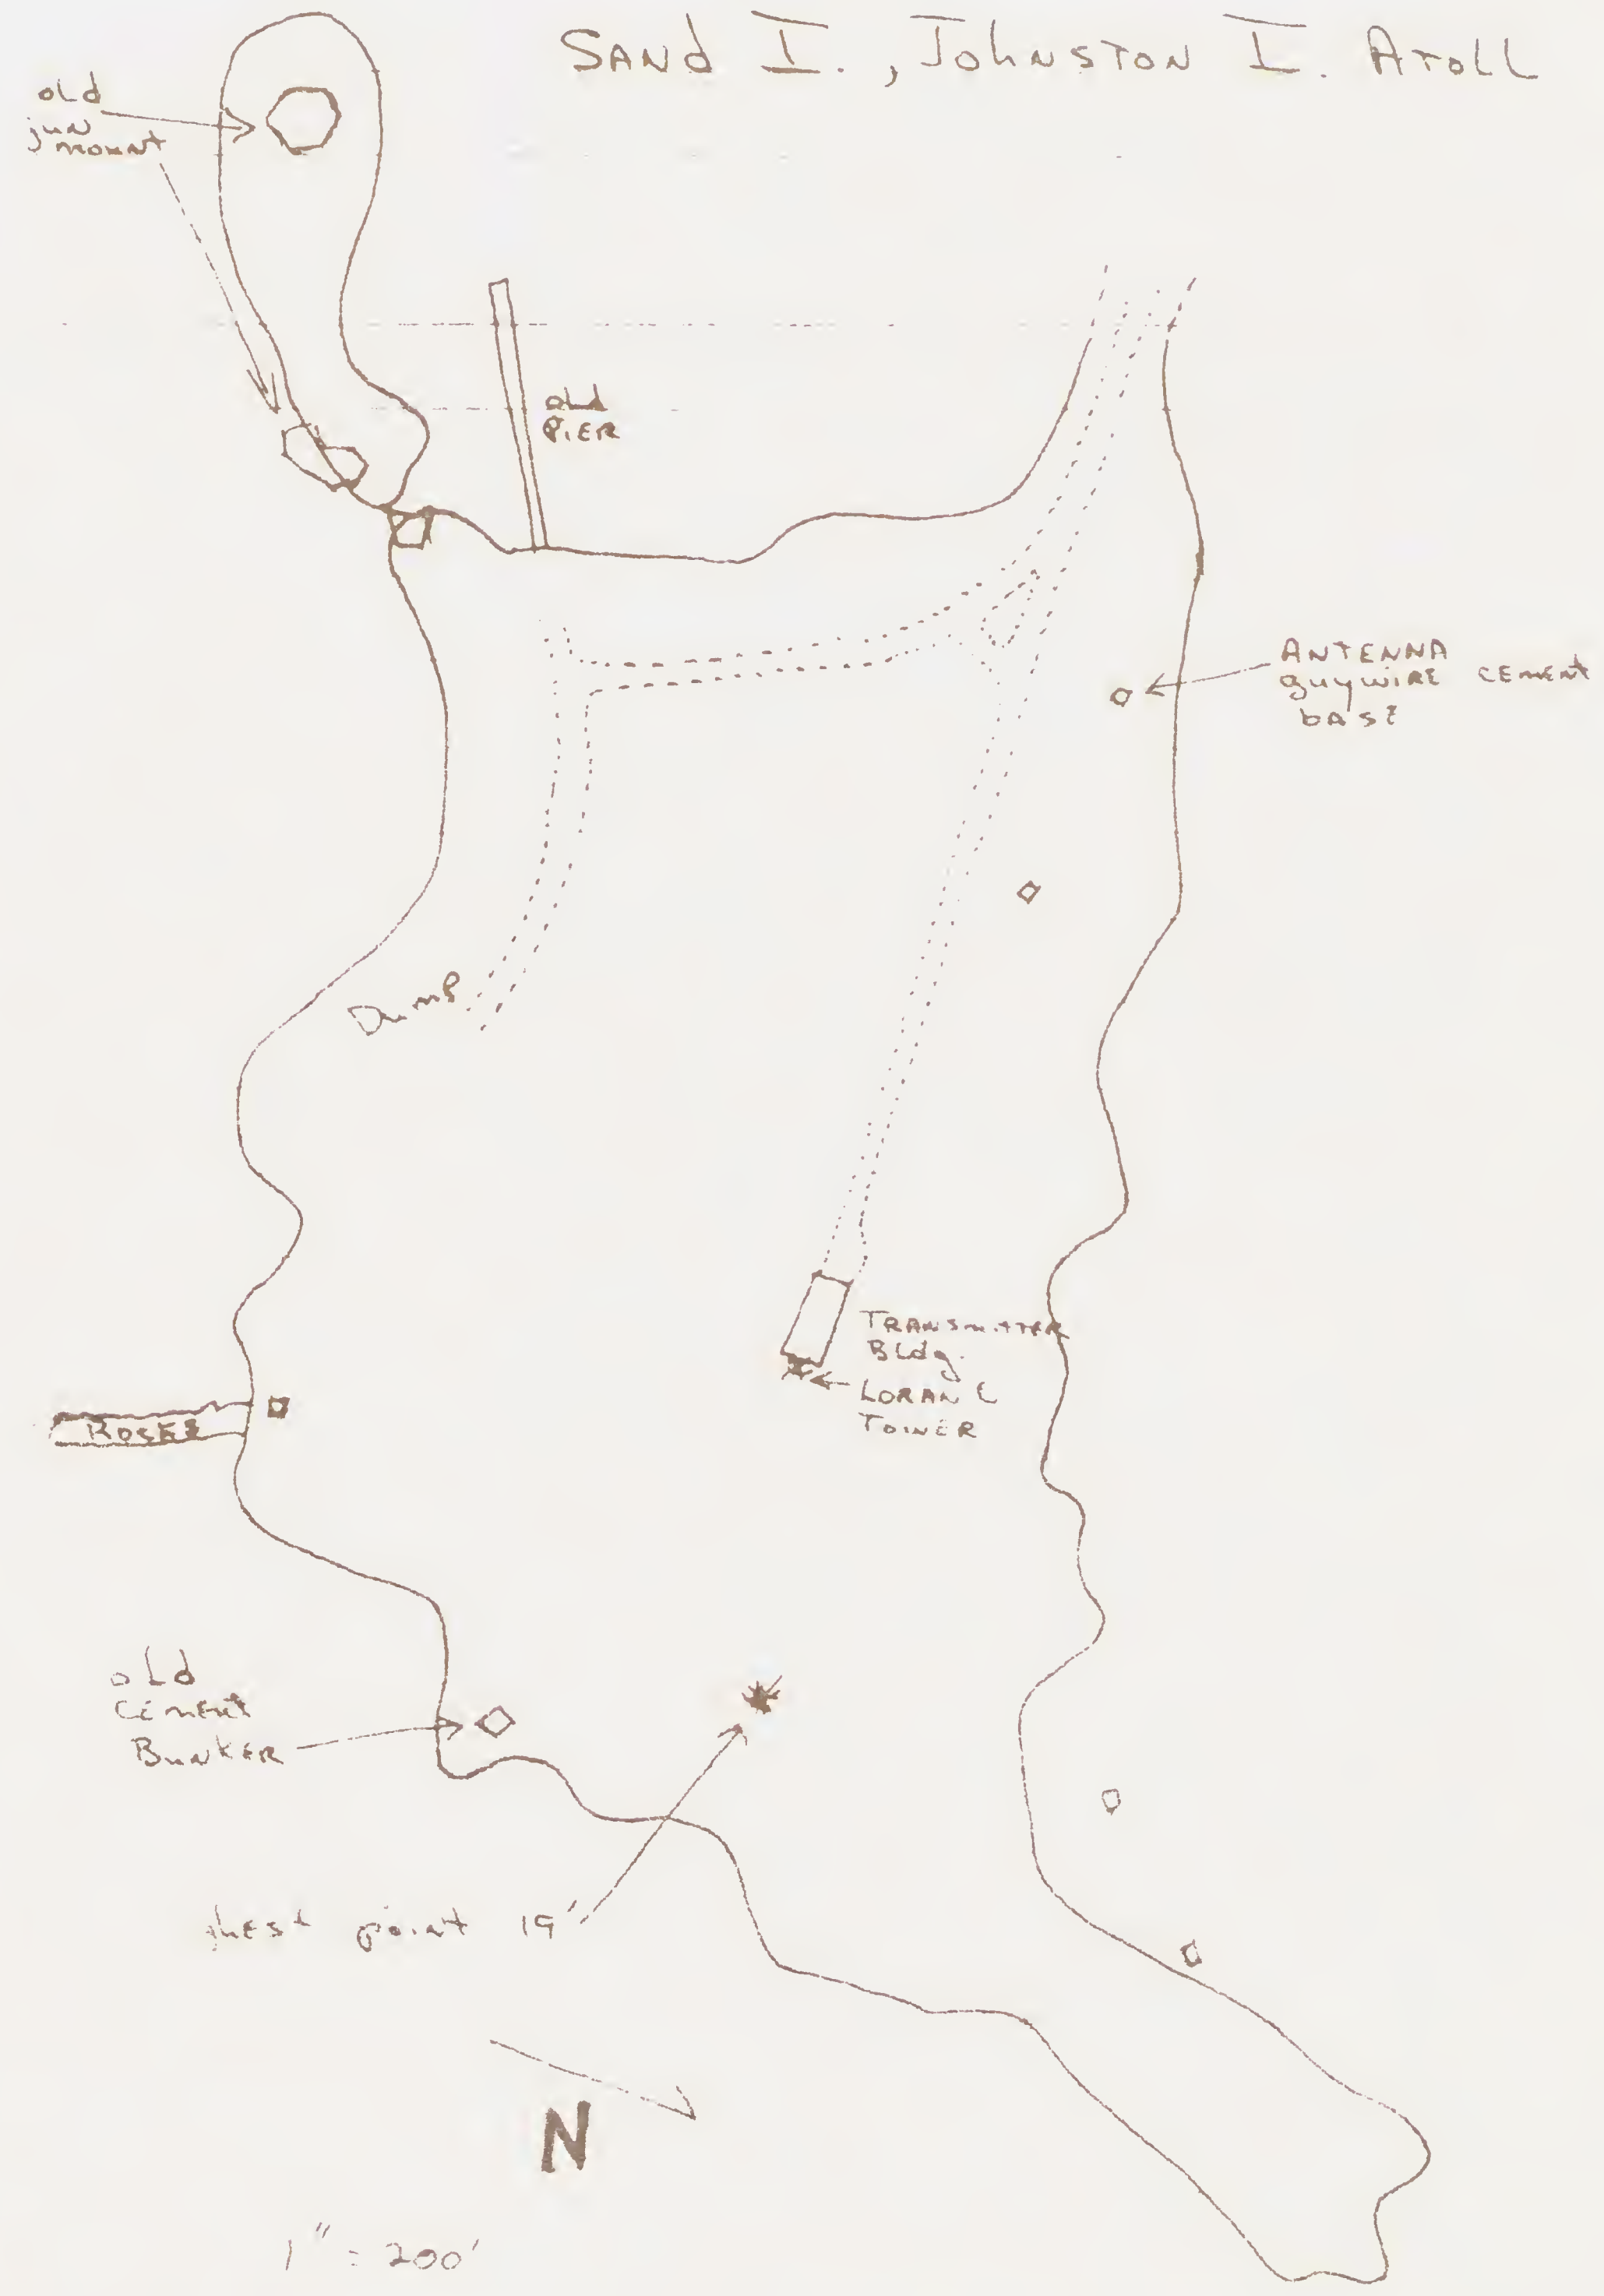 SAND I., JOHNSTON I. ATOLL
old
gun
mount
old
PIER
ANTENNA
guywire cement
base
Dump
TRANSMITTER
Bldg.
LORAN C
TOWER
old
cement
BUNKER
point 19'
N
1" = 200'